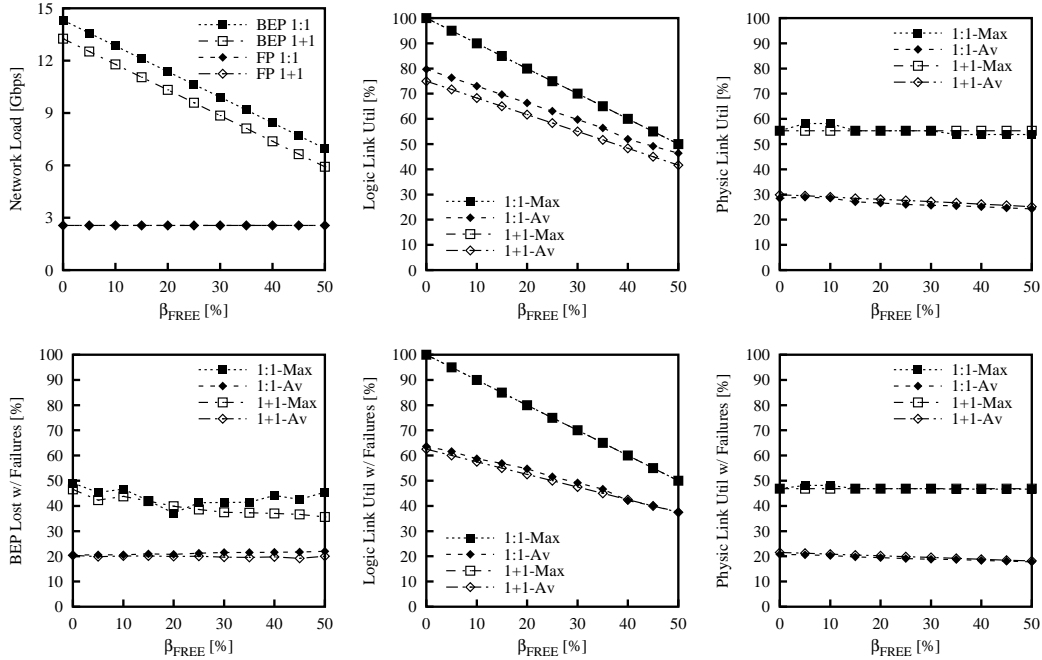 Network Load [Gbps]
15
12
9
6
3
0
0 10 20 30 40 50
β_FREE [%]
BEP 1:1
BEP 1+1
FP 1:1
FP 1+1
Logic Link Util [%]
100
90
80
70
60
50
40
30
20
10
0
0 10 20 30 40 50
β_FREE [%]
1:1-Max
1:1-Av
1+1-Max
1+1-Av
Physic Link Util [%]
100
90
80
70
60
50
40
30
20
10
0
0 10 20 30 40 50
β_FREE [%]
1:1-Max
1:1-Av
1+1-Max
1+1-Av
BEP Lost w/ Failures [%]
100
90
80
70
60
50
40
30
20
10
0
0 10 20 30 40 50
β_FREE [%]
1:1-Max
1:1-Av
1+1-Max
1+1-Av
Logic Link Util w/ Failures [%]
100
90
80
70
60
50
40
30
20
10
0
0 10 20 30 40 50
β_FREE [%]
1:1-Max
1:1-Av
1+1-Max
1+1-Av
Physic Link Util w/ Failures [%]
100
90
80
70
60
50
40
30
20
10
0
0 10 20 30 40 50
β_FREE [%]
1:1-Max
1:1-Av
1+1-Max
1+1-Av